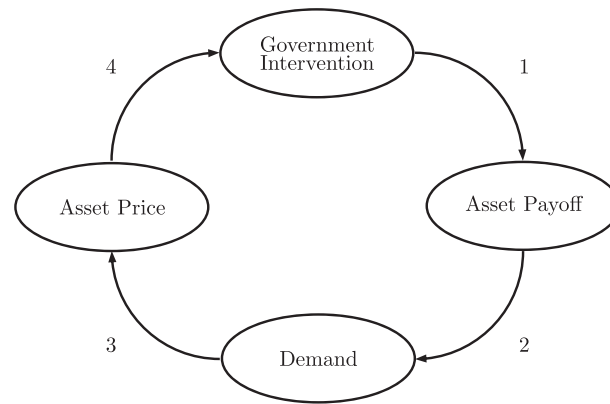 Government
Intervention
4
1
Asset Price
Asset Payoff
3
2
Demand